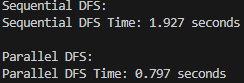 Sequential DFS:
Sequential DFS Time: 1.927 seconds
Parallel DFS:
Parallel DFS Time: 0.797 seconds